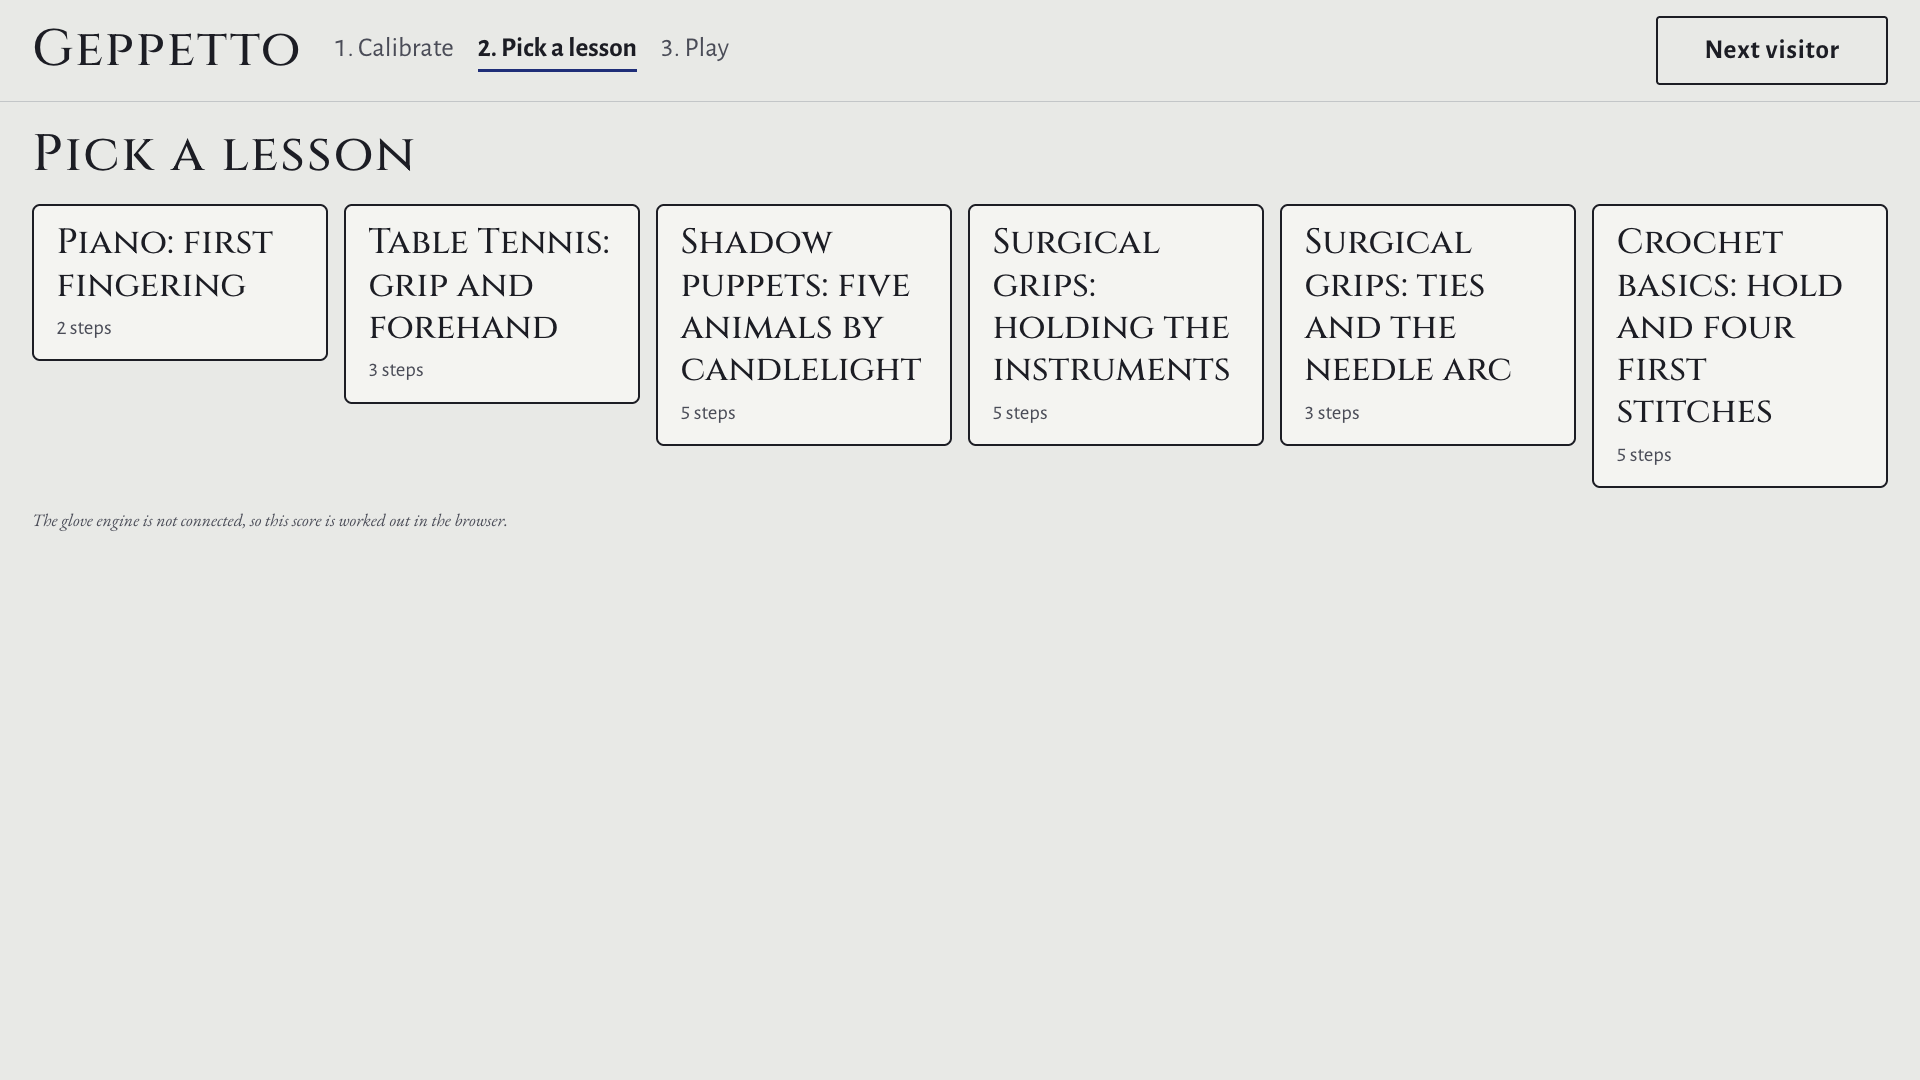 Geppetto
1. Calibrate
2. Pick a lesson
3. Play
Next visitor
Pick a lesson
Piano: first
fingering
2 steps
Table Tennis:
grip and
forehand
3 steps
Shadow
puppets: five
animals by
candlelight
5 steps
Surgical
grips:
holding the
instruments
5 steps
Surgical
grips: ties
and the
needle arc
3 steps
Crochet
basics: hold
and four
first
stitches
5 steps
The glove engine is not connected, so this score is worked out in the browser.